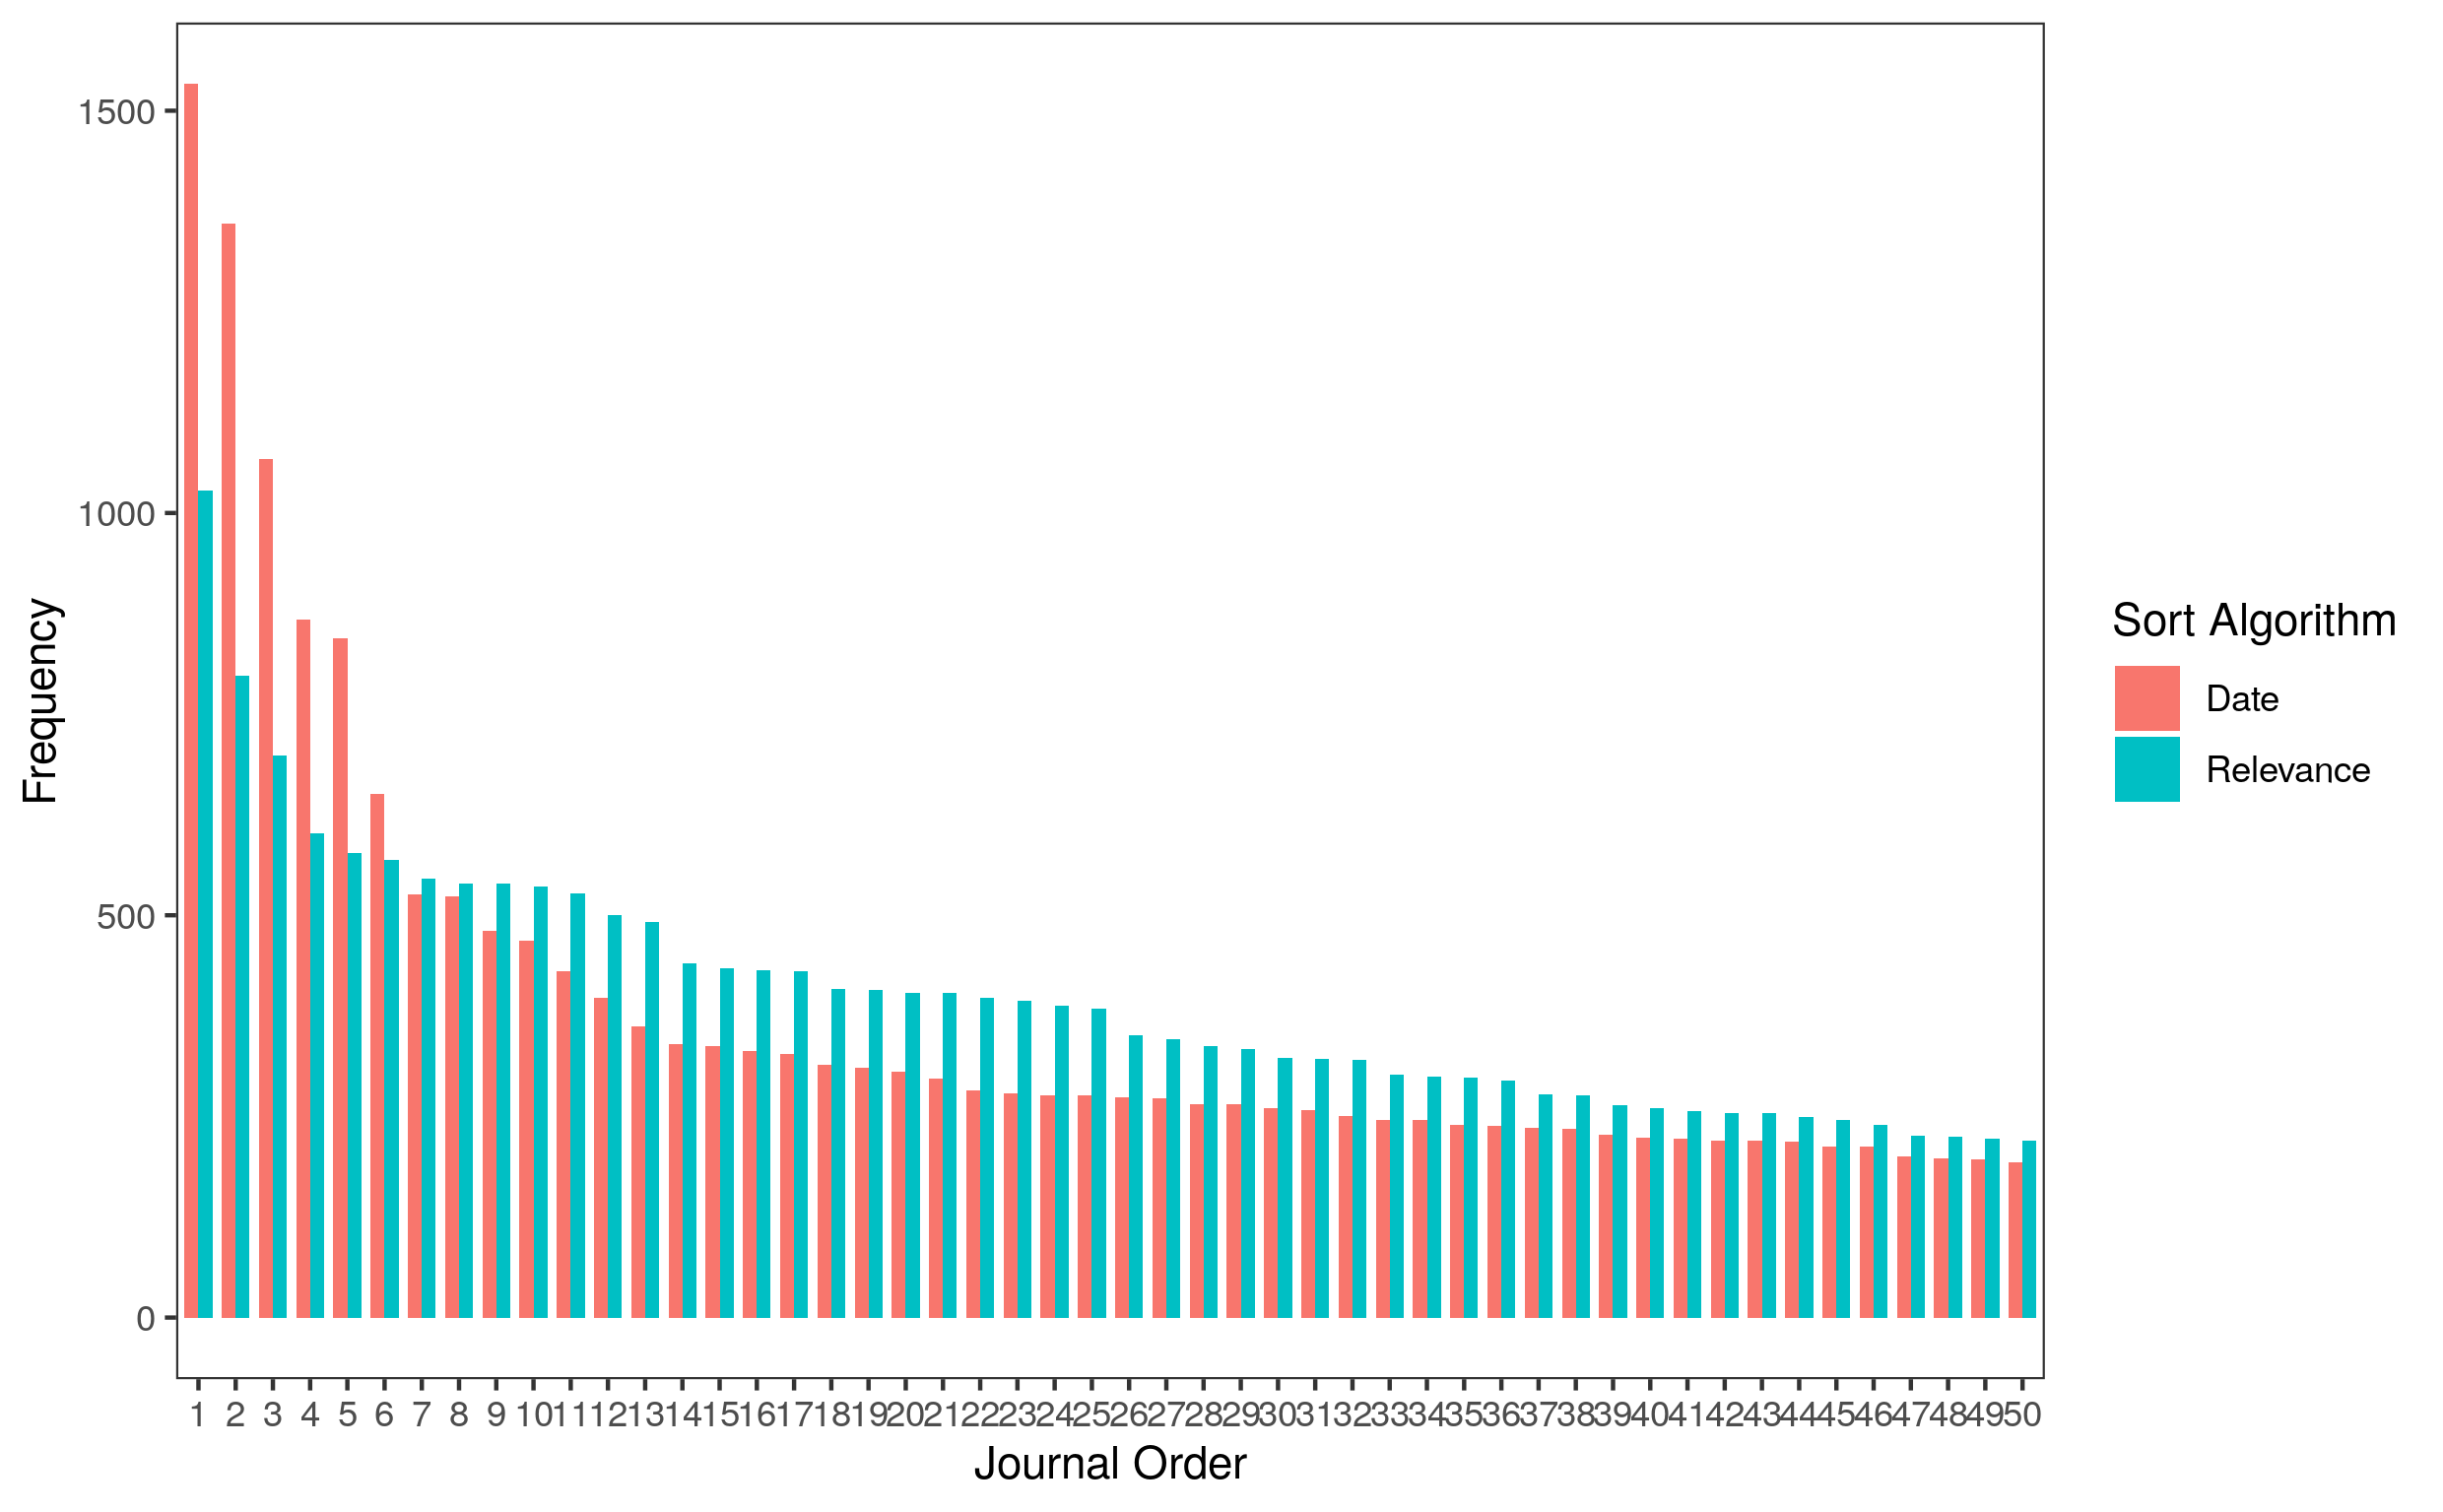 1500
1000
500
0
Frequency
1 2 3 4 5 6 7 8 9 10 11 12 13 14 15 16 17 18 19 20 21 22 23 24 25 26 27 28 29 30 31 32 33 34 35 36 37 38 39 40 41 42 43 44 45 46 47 48 49 50
Journal Order
Sort Algorithm
Date
Relevance